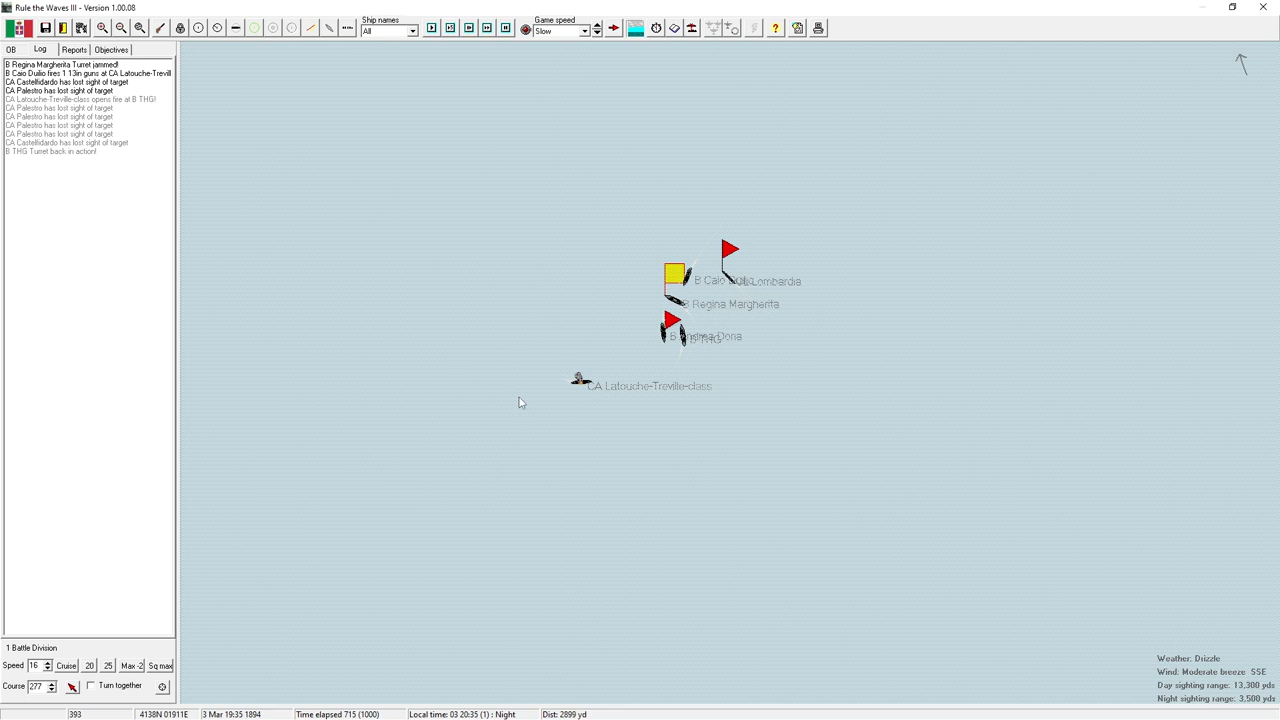 Rule the Waves III - Version 1.00.08
Ship names
All
Game speed
Slow
OB Log Reports Objectives
B Regina Margherita Turret jammed!
B Caio Duilio fires 1 13in guns at CA Latouche-Trevill
CA Castelfidardo has lost sight of target
CA Palestro has lost sight of target
CA Latouche-Treville-class opens fire at B THG!
CA Palestro has lost sight of target
CA Palestro has lost sight of target
CA Palestro has lost sight of target
CA Palestro has lost sight of target
CA Castelfidardo has lost sight of target
B THG Turret back in action!
B Caio Lombardia
B Regina Margherita
B Andrea Doria
B THG
CA Latouche-Treville-class
1 Battle Division
Speed 16 Cruise 20 25 Max -2 Sq max
Course 277 Turn together
Weather: Drizzle
Wind: Moderate breeze SSE
Day sighting range: 13,300 yds
Night sighting range: 3,500 yds
393 4138N 01911E 3 Mar 19:35 1894 Time elapsed 715 (1000) Local time: 03 20:35 (1) : Night Dist: 2899 yd